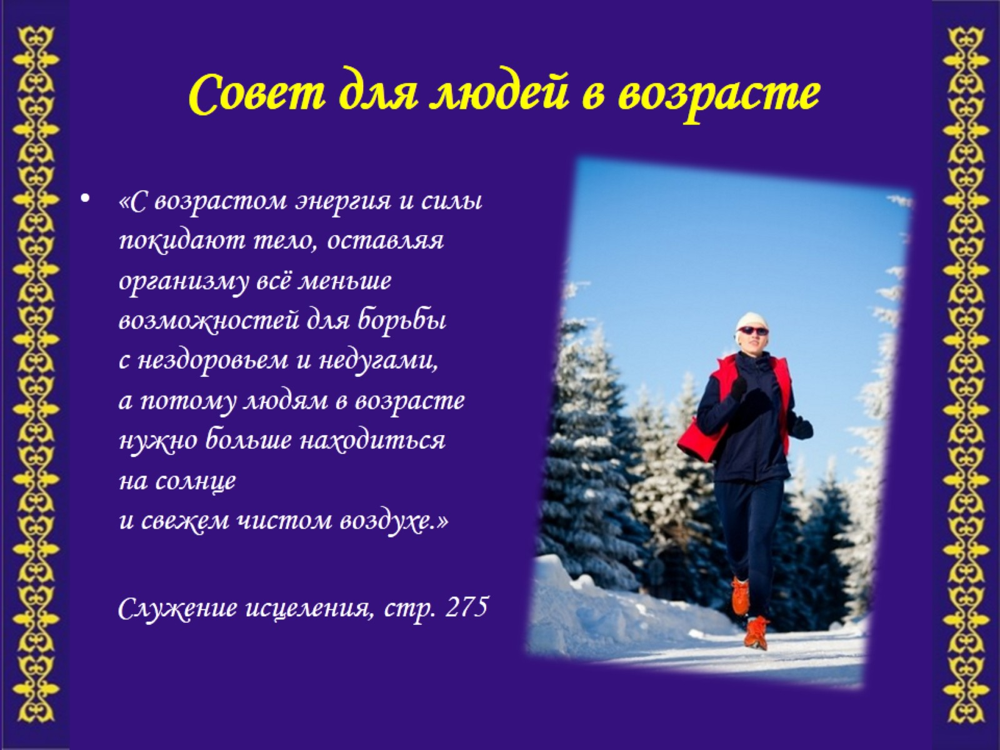 Совет для людей в возрасте
• «С возрастом энергия и силы
покидают тело, оставляя
организму всё меньше
возможностей для борьбы
с нездоровьем и недугами,
а потому людям в возрасте
нужно больше находиться
на солнце
и свежем чистом воздухе.»
Служение исцеления, стр. 275